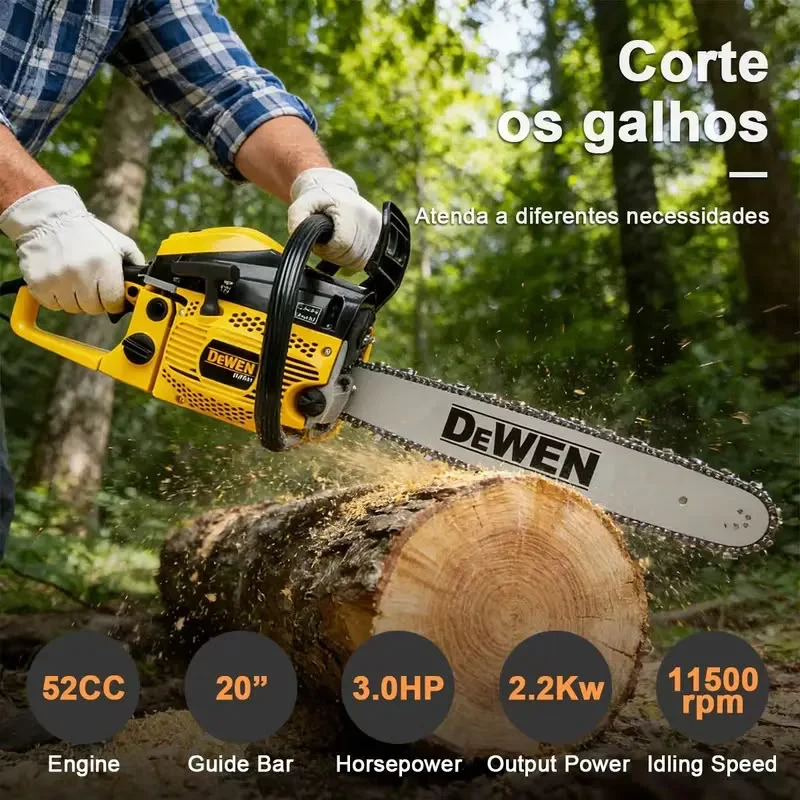 Corte
os galhos
Atenda a diferentes necessidades
DEWEN
DEWEN
52CC
20”
3.0HP
2.2Kw
11500
rpm
Engine
Guide Bar
Horsepower
Output Power
Idling Speed